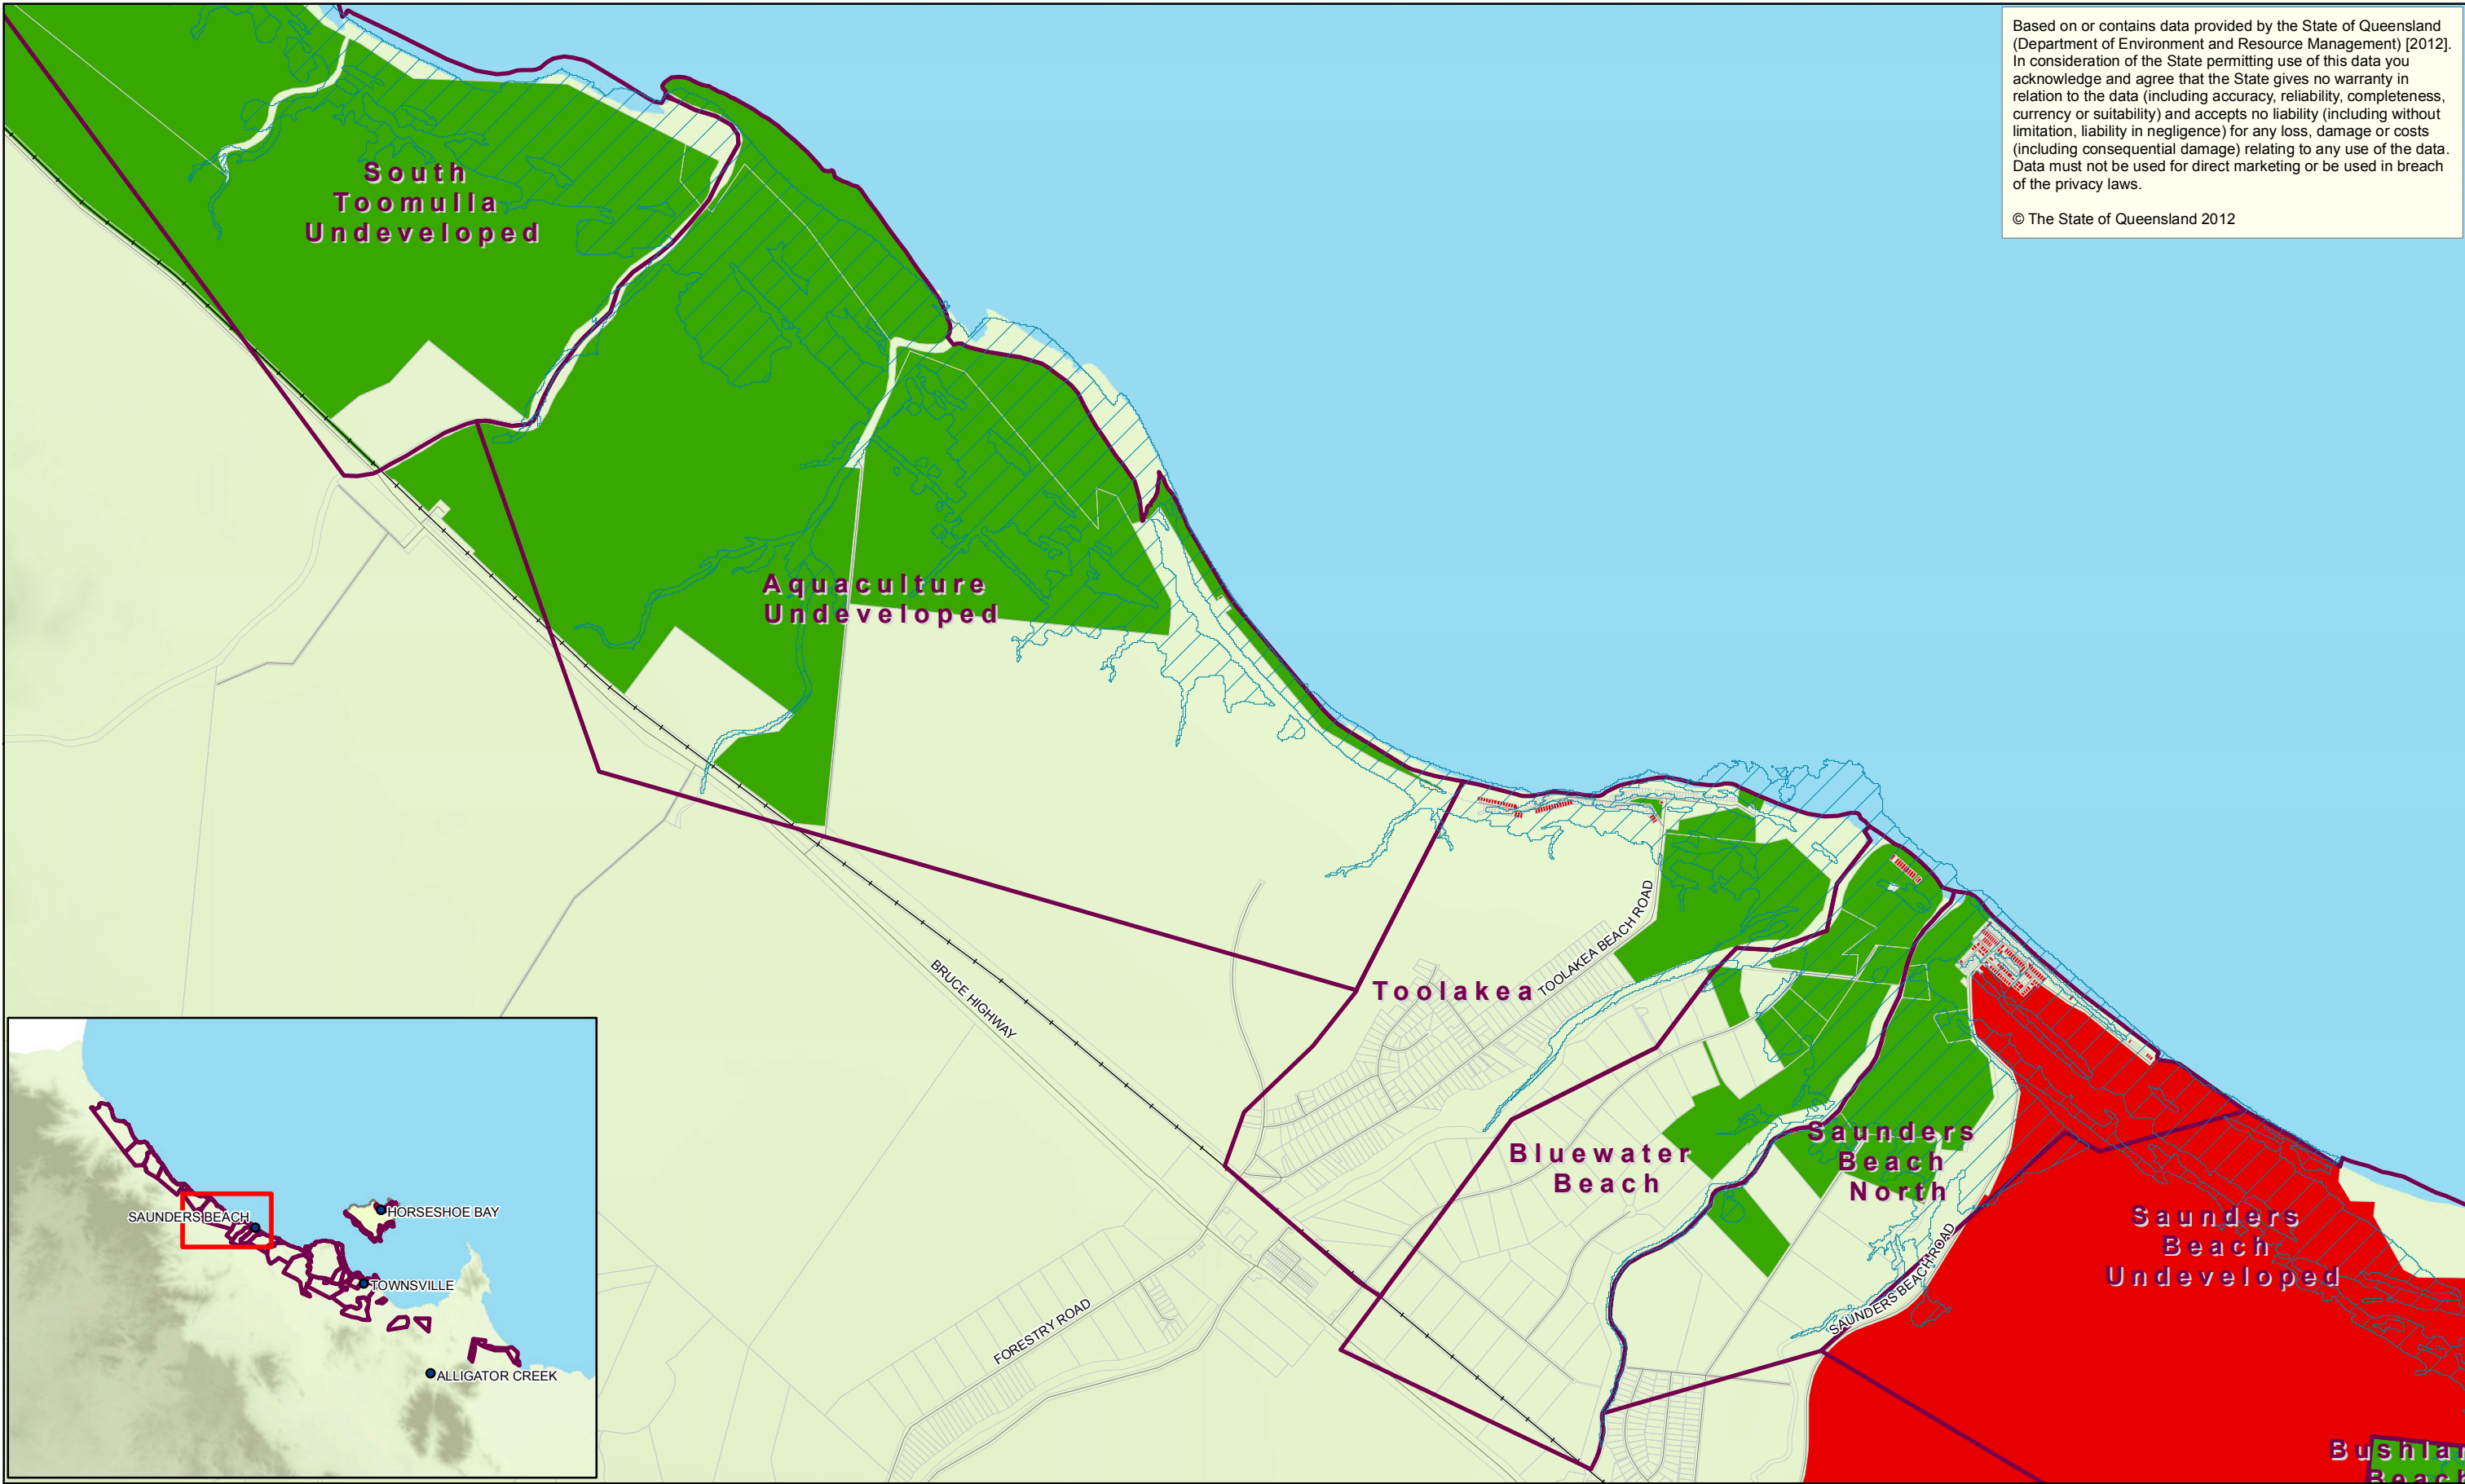 Based on or contains data provided by the State of Queensland
(Department of Environment and Resource Management) [2012].
In consideration of the State permitting use of this data you
acknowledge and agree that the State gives no warranty in
relation to the data (including accuracy, reliability, completeness,
currency or suitability) and accepts no liability (including without
limitation, liability in negligence) for any loss, damage or costs
(including consequential damage) relating to any use of the data.
Data must not be used for direct marketing or be used in breach
of the privacy laws.
© The State of Queensland 2012
South
Toomulla
Undeveloped
Aquaculture
Undeveloped
TOOLAKEA BEACH ROAD
Toolakea
BRUCE HIGHWAY
Bluewater
Beach
Saunders
Beach
North
Saunders
Beach
Undeveloped
SAUNDERS BEACH ROAD
FORESTRY ROAD
SAUNDERS BEACH
HORSESHOE BAY
TOWNSVILLE
ALLIGATOR CREEK
Beach